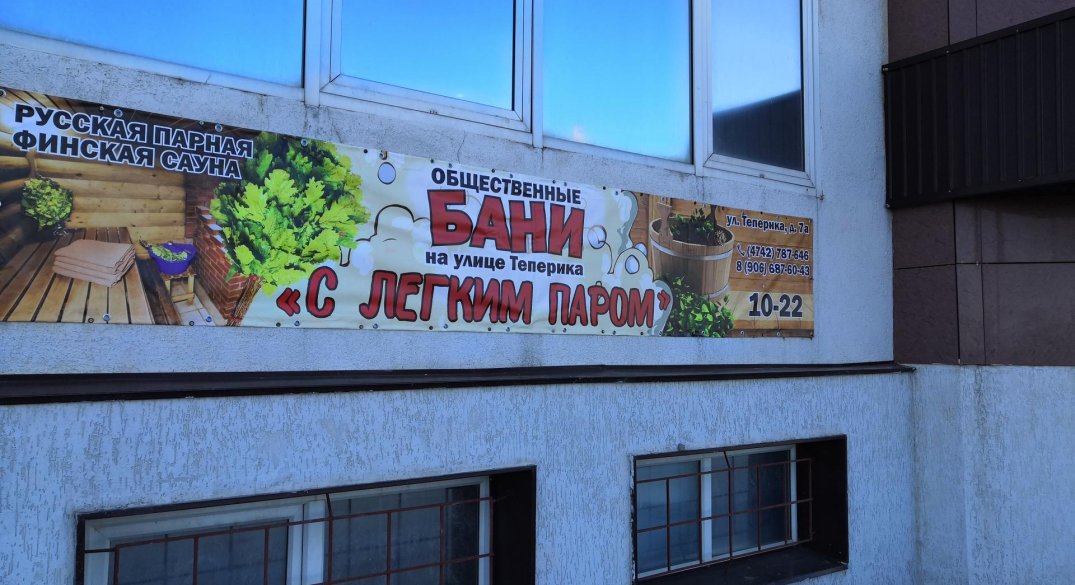 РУССКАЯ ПАРНАЯ
ФИНСКАЯ САУНА
ОБЩЕСТВЕННЫЕ
БАНИ
на улице Теперика
«С ЛЕГКИМ ПАРОМ»
ул. Теперика, д. 7а
(4742) 787-646
8 (906) 687-60-43
10-22